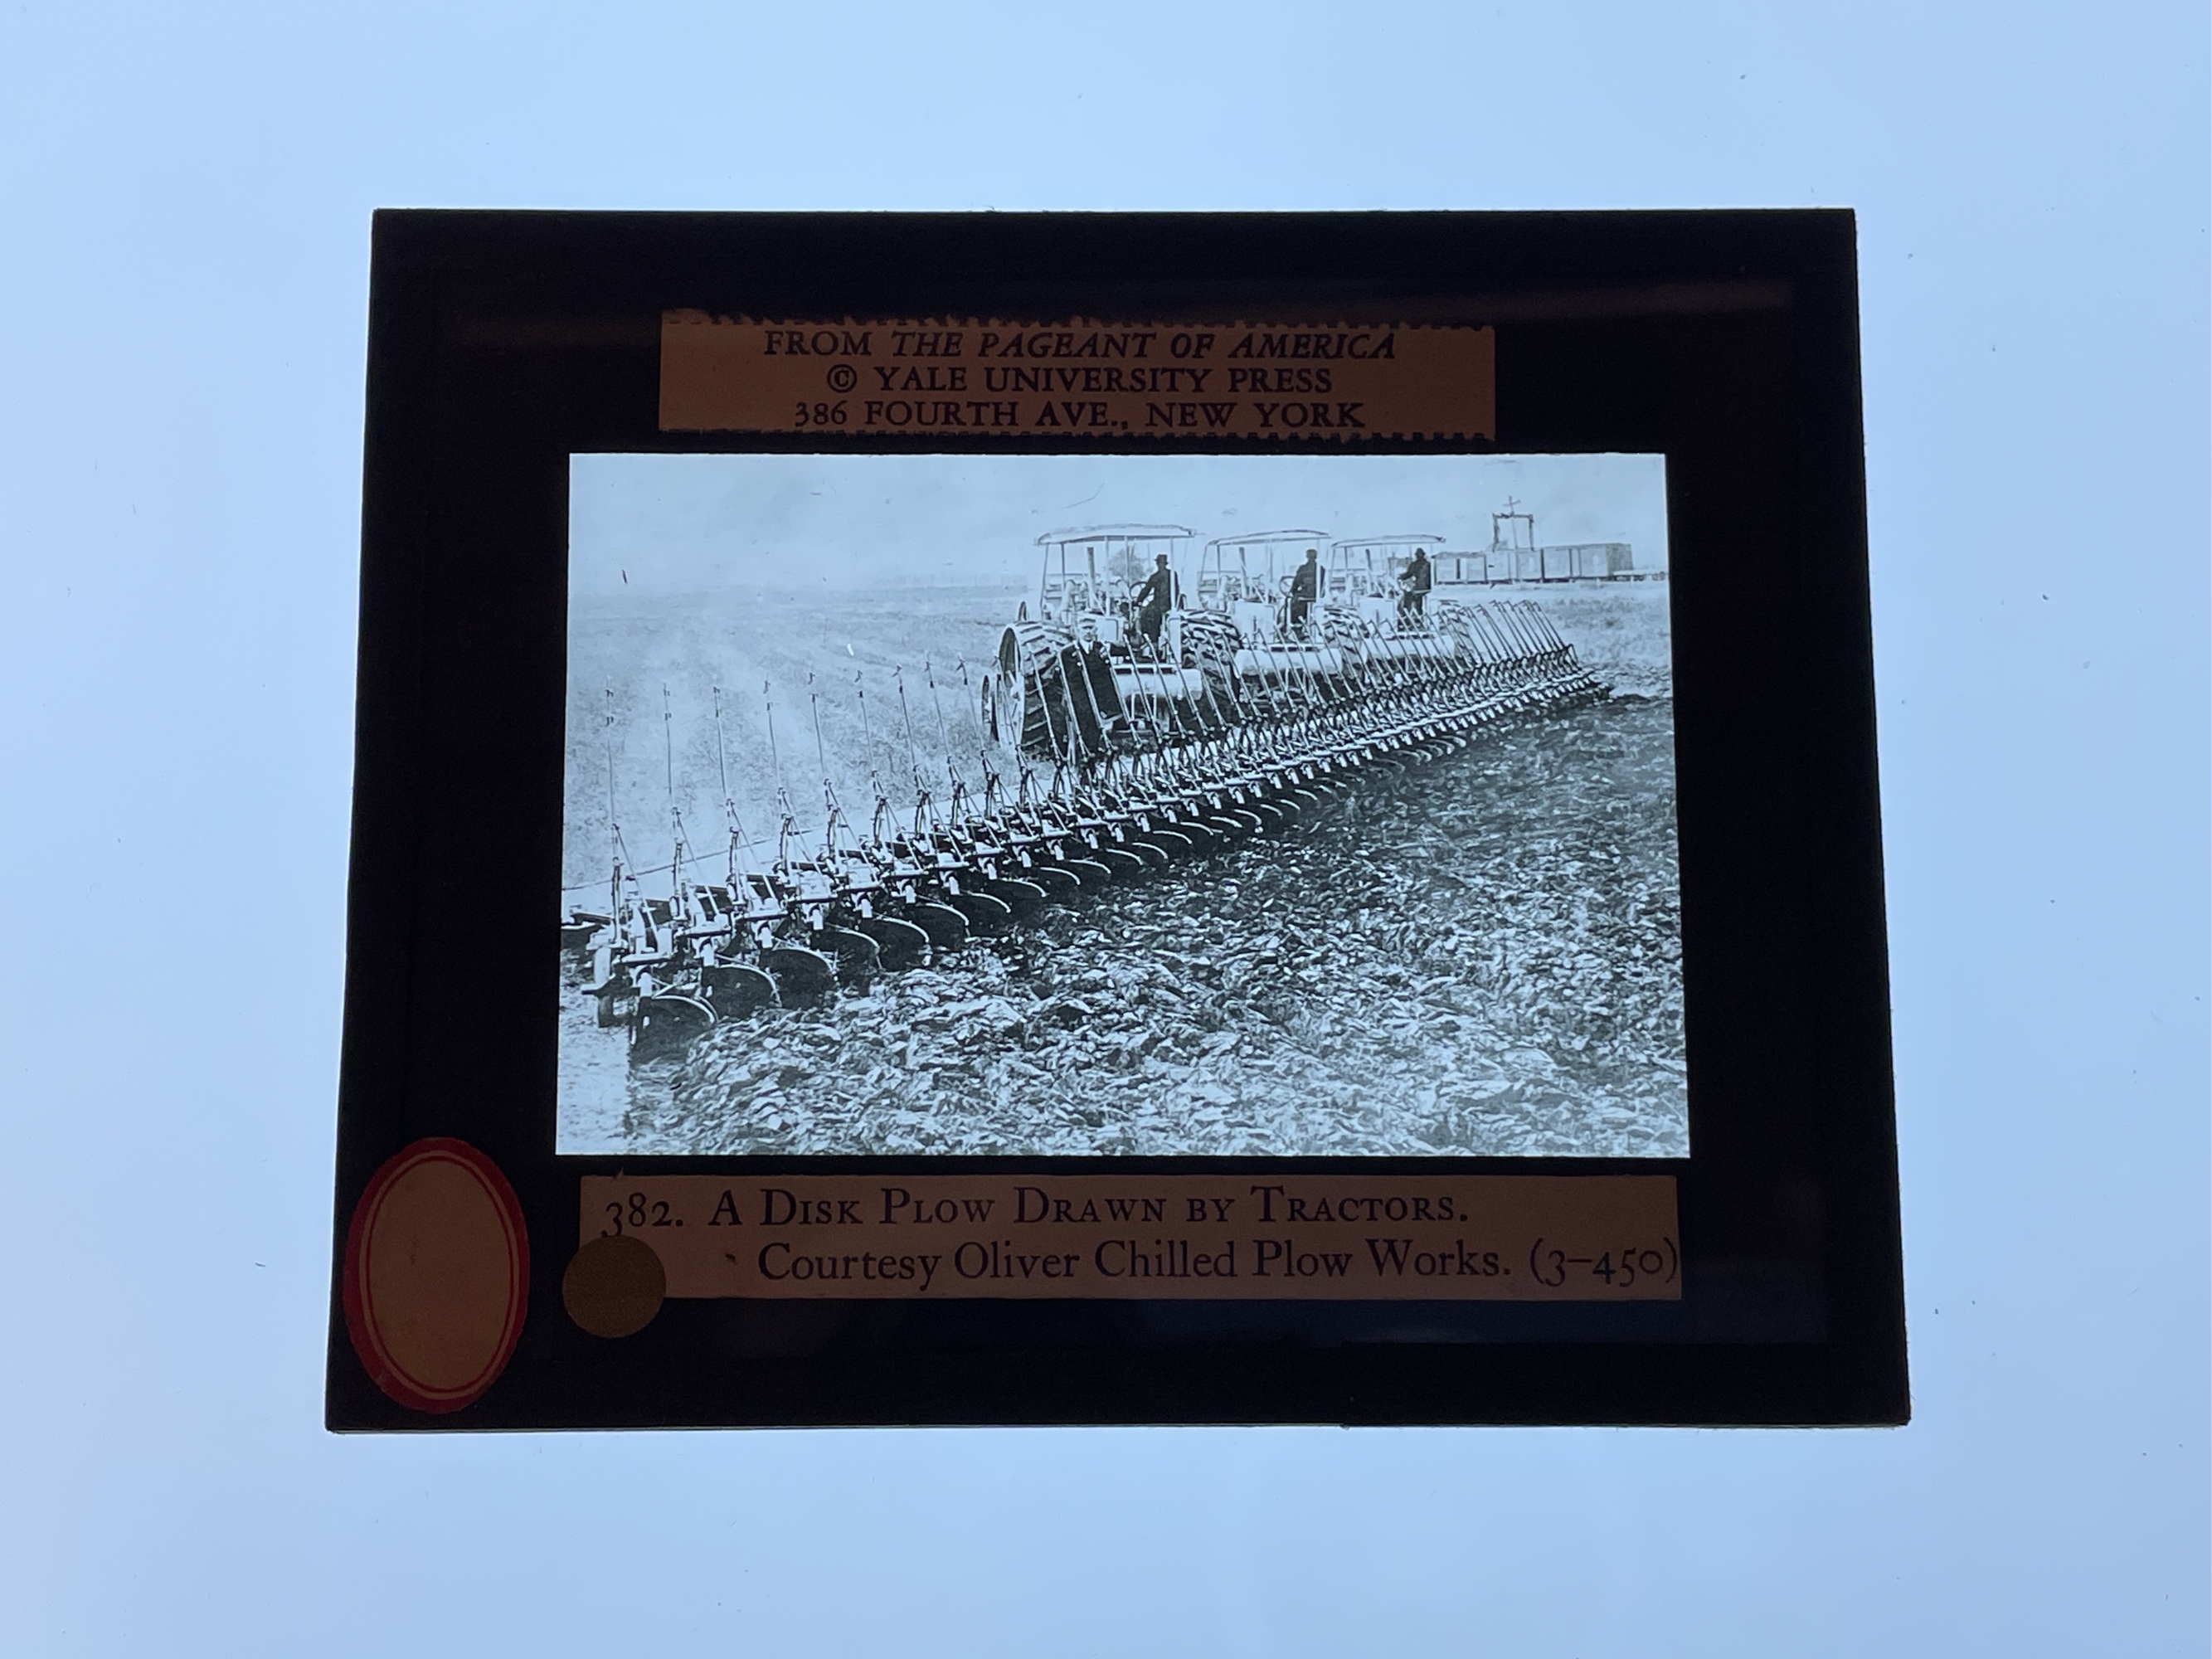 FROM THE PAGEANT OF AMERICA
© YALE UNIVERSITY PRESS
386 FOURTH AVE., NEW YORK
382. A DISK PLOW DRAWN BY TRACTORS.
Courtesy Oliver Chilled Plow Works. (3–450)